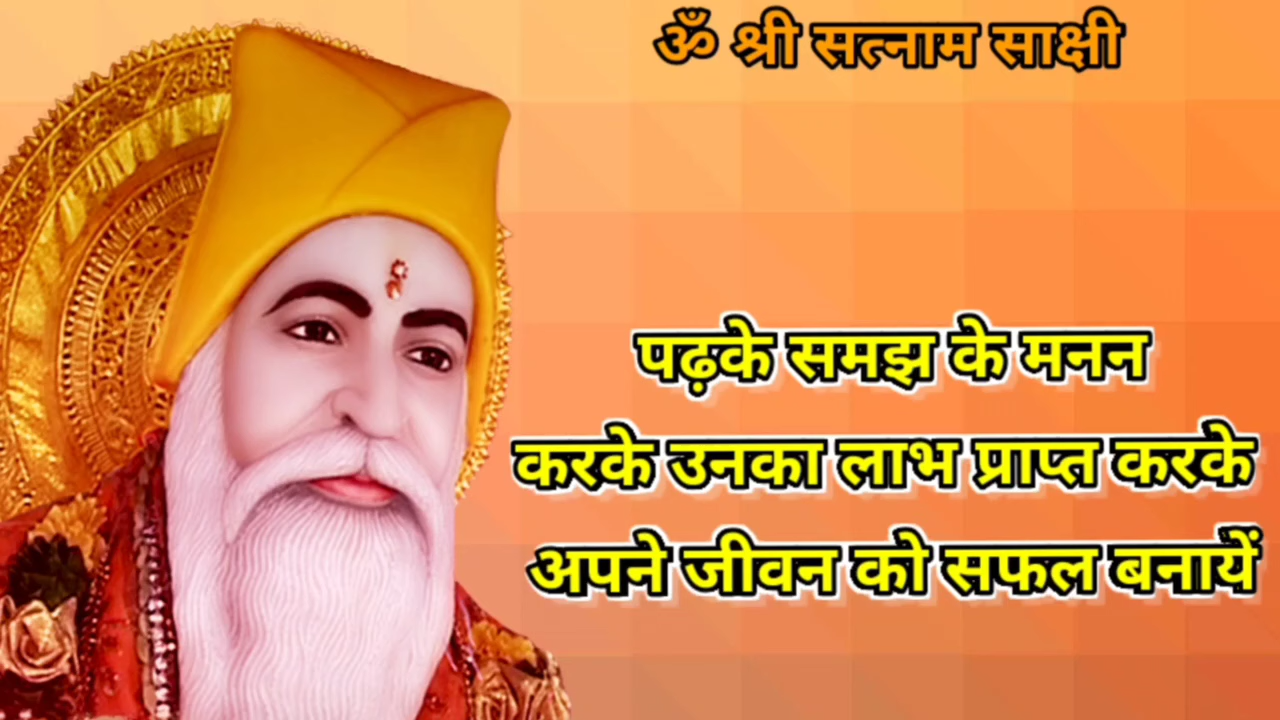 ॐ श्री सत्नाम साक्षी
पढ़के समझ के मनन
करके उनका लाभ प्राप्त करके
अपने जीवन को सफल बनायें